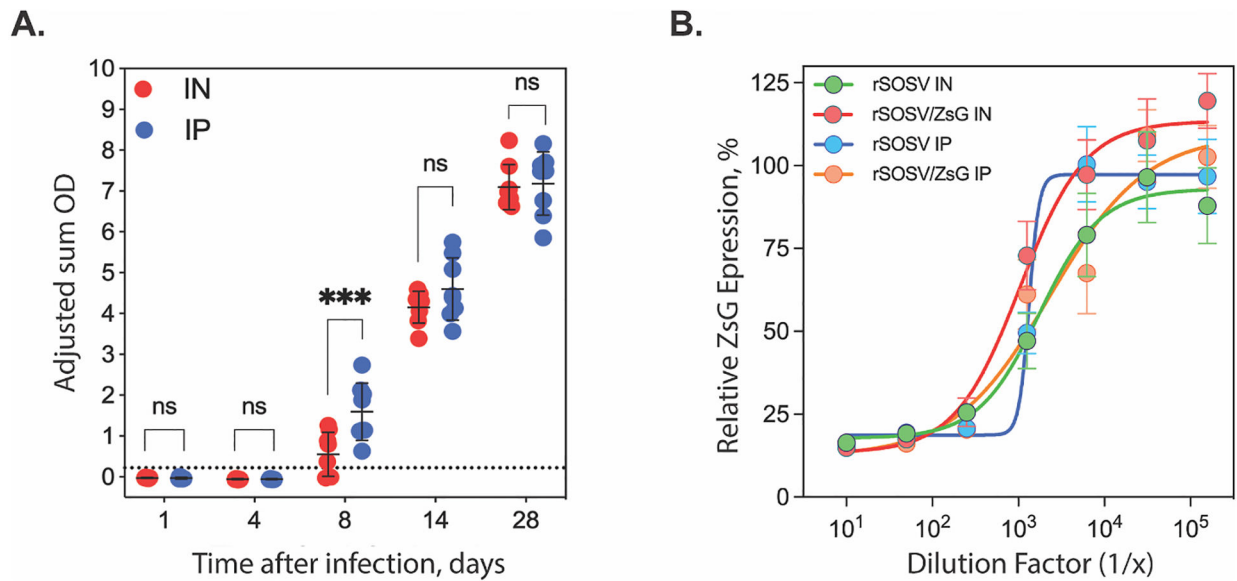 A.
10
9
8
7
6
5
4
3
2
1
0
Adjusted sum OD
IN
IP
ns
ns
***
ns
ns
1 4 8 14 28
Time after infection, days
B.
125
100
75
50
25
0
Relative ZsG Epression, %
rSOSV IN
rSOSV/ZsG IN
rSOSV IP
rSOSV/ZsG IP
10¹ 10² 10³ 10⁴ 10⁵
Dilution Factor (1/x)